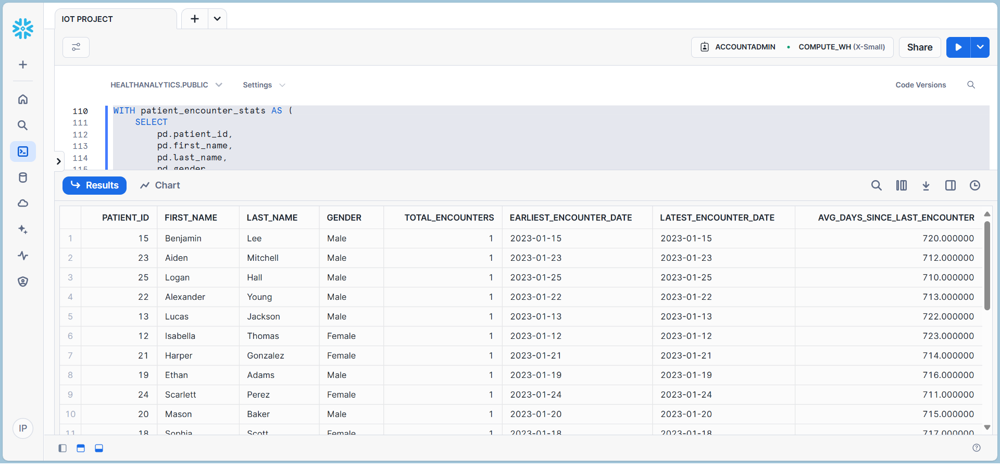 IOT PROJECT
ACCOUNTADMIN • COMPUTE_WH (X-Small)
Share
HEALTHANALYTICS.PUBLIC Settings Code Versions
110 WITH patient_encounter_stats AS (
111 SELECT
112 pd.patient_id,
113 pd.first_name,
114 pd.last_name,
115 pd.gender
Results Chart
PATIENT_ID FIRST_NAME LAST_NAME GENDER TOTAL_ENCOUNTERS EARLIEST_ENCOUNTER_DATE LATEST_ENCOUNTER_DATE AVG_DAYS_SINCE_LAST_ENCOUNTER
1 15 Benjamin Lee Male 1 2023-01-15 2023-01-15 720.000000
2 23 Aiden Mitchell Male 1 2023-01-23 2023-01-23 712.000000
3 25 Logan Hall Male 1 2023-01-25 2023-01-25 710.000000
4 22 Alexander Young Male 1 2023-01-22 2023-01-22 713.000000
5 13 Lucas Jackson Male 1 2023-01-13 2023-01-13 722.000000
6 12 Isabella Thomas Female 1 2023-01-12 2023-01-12 723.000000
7 21 Harper Gonzalez Female 1 2023-01-21 2023-01-21 714.000000
8 19 Ethan Adams Male 1 2023-01-19 2023-01-19 716.000000
9 24 Scarlett Perez Female 1 2023-01-24 2023-01-24 711.000000
10 20 Mason Baker Male 1 2023-01-20 2023-01-20 715.000000
11 18 Sophia Scott Female 1 2023-01-18 2023-01-18 717.000000
IP